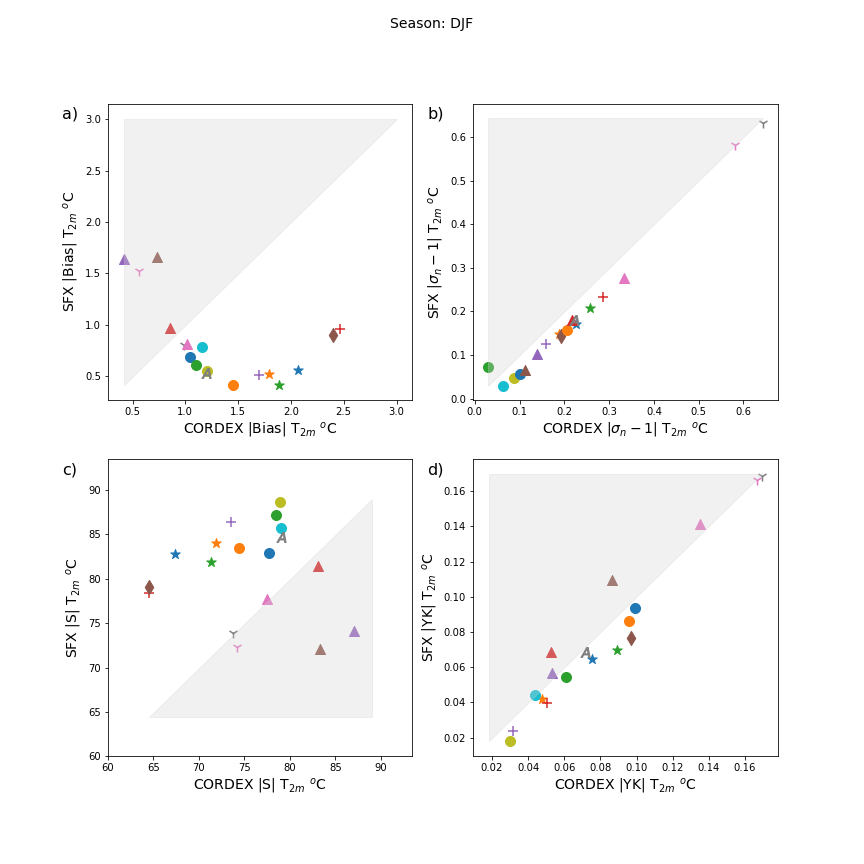 Season: DJF
a)
3.0
2.5
2.0
1.5
1.0
0.5
SFX |Bias| T₂ₘ °C
A
0.5 1.0 1.5 2.0 2.5 3.0
CORDEX |Bias| T₂ₘ °C
b)
0.6
0.5
0.4
0.3
0.2
0.1
0.0
SFX |σₙ − 1| T₂ₘ °C
A
0.0 0.1 0.2 0.3 0.4 0.5 0.6
CORDEX |σₙ − 1| T₂ₘ °C
c)
90
85
80
75
70
65
60
SFX |S| T₂ₘ °C
A
60 65 70 75 80 85 90
CORDEX |S| T₂ₘ °C
d)
0.16
0.14
0.12
0.10
0.08
0.06
0.04
0.02
SFX |YK| T₂ₘ °C
A
0.02 0.04 0.06 0.08 0.10 0.12 0.14 0.16
CORDEX |YK| T₂ₘ °C